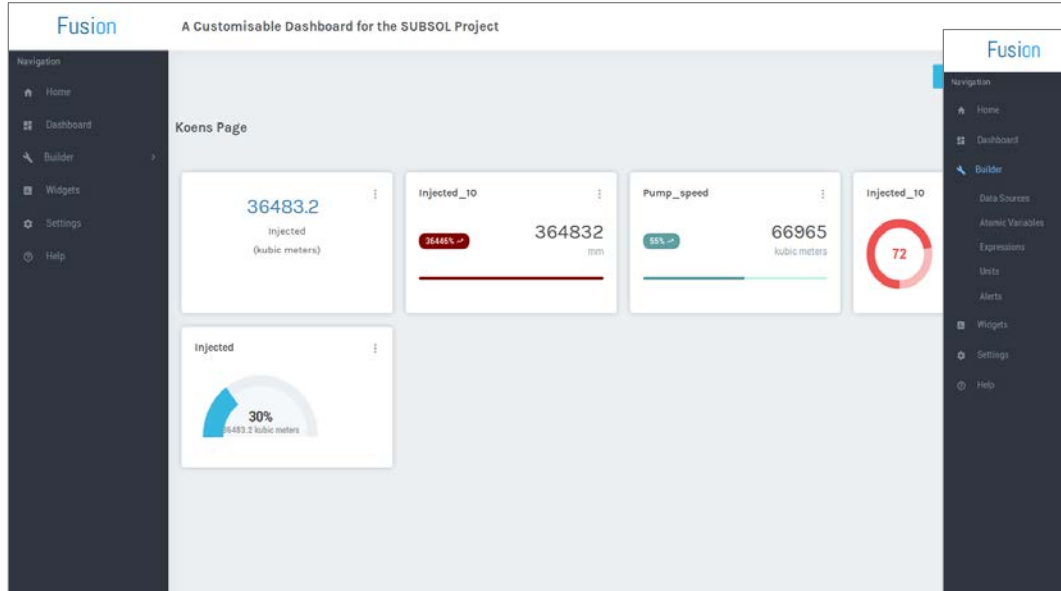 Fusion
A Customisable Dashboard for the SUBSOL Project
Navigation
Home
Dashboard
Builder
Widgets
Settings
Help
Koens Page
36483.2
Injected
(kubic meters)
Injected_10
36446%
364832
mm
Pump_speed
55%
66965
kubic meters
Injected_10
72
Injected
30%
36483.2 kubic meters
Fusion
Navigation
Home
Dashboard
Builder
Data Sources
Atomic Variables
Expressions
Units
Alerts
Widgets
Settings
Help